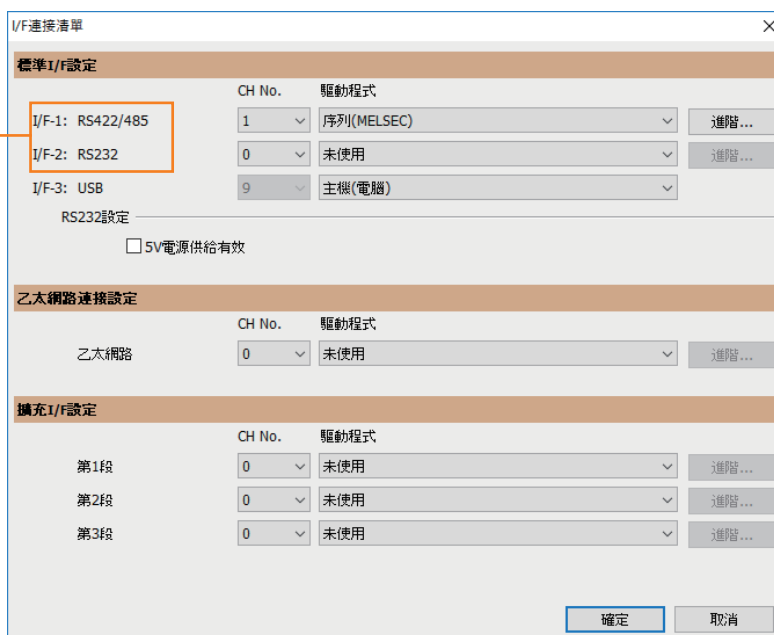 I/F連接清單
標準I/F設定
CH No. 驅動程式
I/F-1: RS422/485 1 序列(MELSEC) 進階...
I/F-2: RS232 0 未使用 進階...
I/F-3: USB 9 主機(電腦)
RS232設定
5V電源供給有效
乙太網路連接設定
CH No. 驅動程式
乙太網路 0 未使用 進階...
擴充I/F設定
CH No. 驅動程式
第1段 0 未使用 進階...
第2段 0 未使用 進階...
第3段 0 未使用 進階...
確定 取消